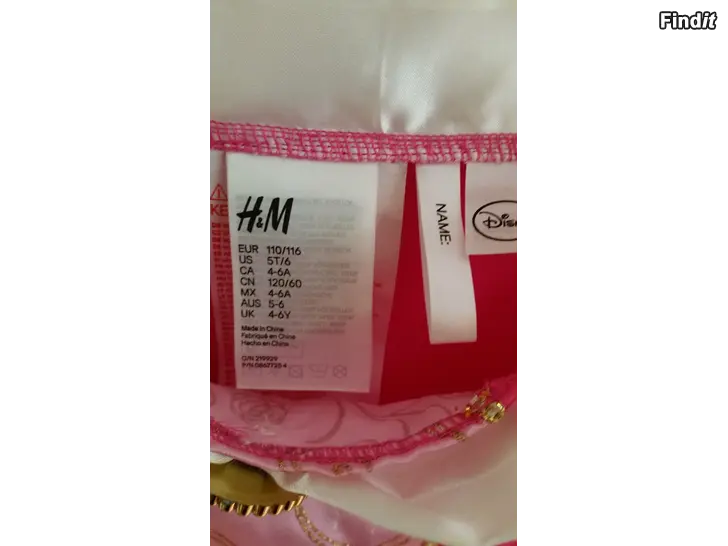 Findit
H&M
EUR 110/116
US 5T/6
CA 4-6A
CN 120/60
MX 4-6A
AUS 5-6
UK 4-6Y
Made in China
Fabriqué en Chine
Hecho en China
O/N 219929
NAME: